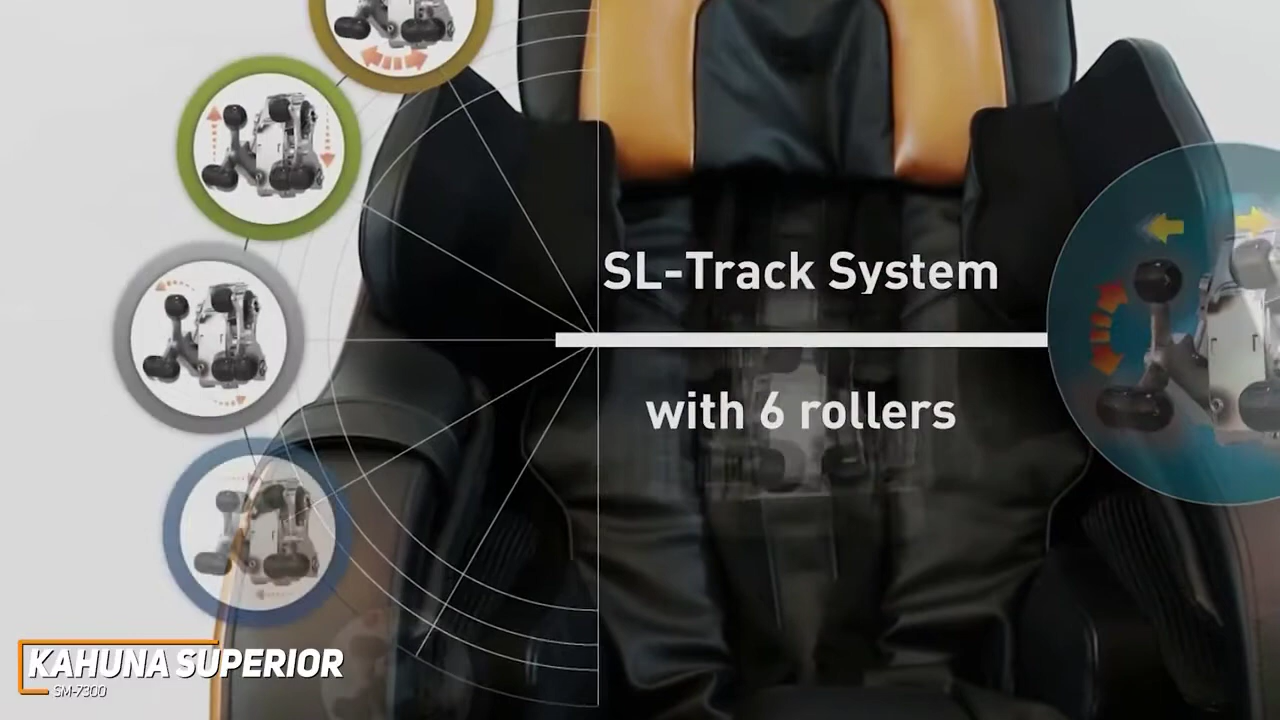 SL-Track System
with 6 rollers
KAHUNA SUPERIOR
SM-7300